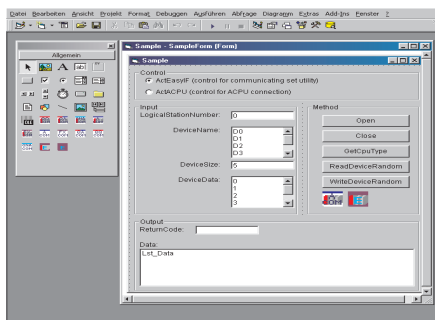 Datei Bearbeiten Ansicht Projekt Format Debuggen Ausführen Abfrage Diagramm Extras Add-Ins Fenster ?
Allgemein
Sample - SampleForm (Form)
Sample
Control
ActEasyIF (control for communicating set utility)
ActACPU (control for ACPU connection)
Input
LogicalStationNumber: 0
DeviceName: D0
D1
D2
D3
DeviceSize: 5
DeviceData: 0
1
2
3
Method
Open
Close
GetCpuType
ReadDeviceRandom
WriteDeviceRandom
Output
ReturnCode:
Data:
Lst_Data